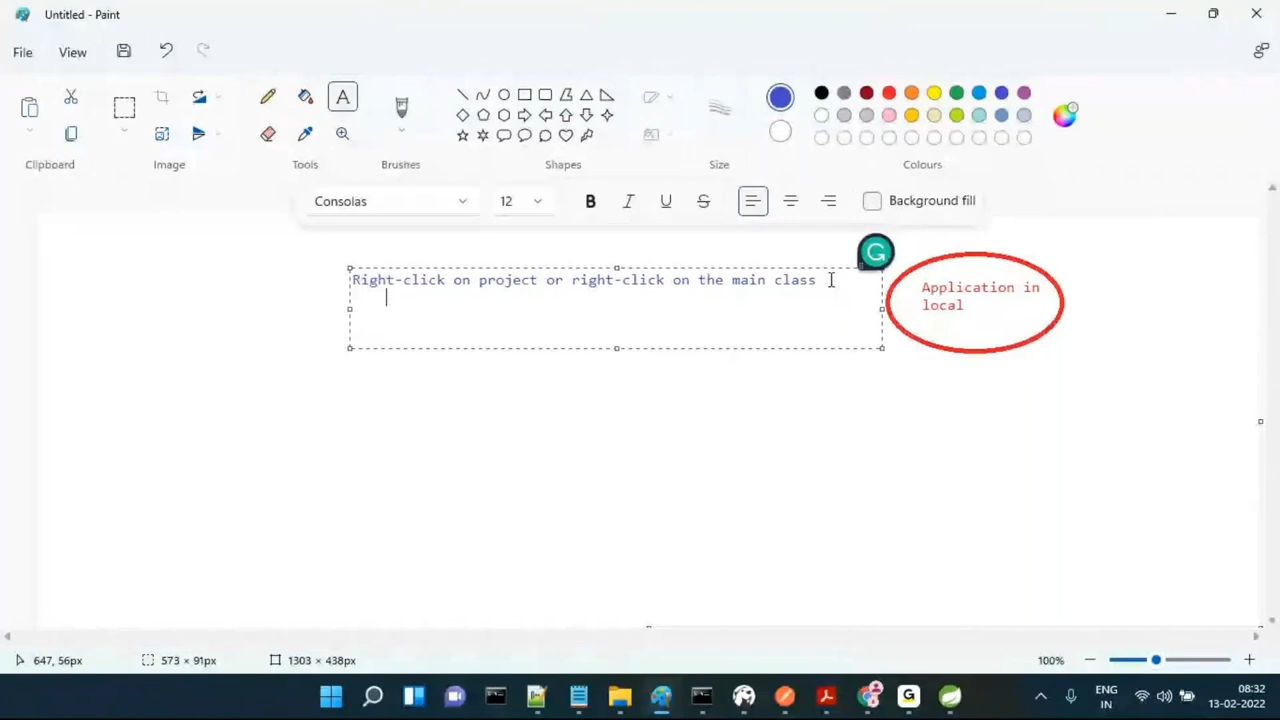 Untitled - Paint
File
View
Clipboard
Image
Tools
Brushes
Shapes
Size
Colours
Consolas
12
B
I
U
S
Background fill
Right-click on project or right-click on the main class
Application in
local
647, 56px
573 × 91px
1303 × 438px
100%
ENG
IN
08:32
13-02-2022